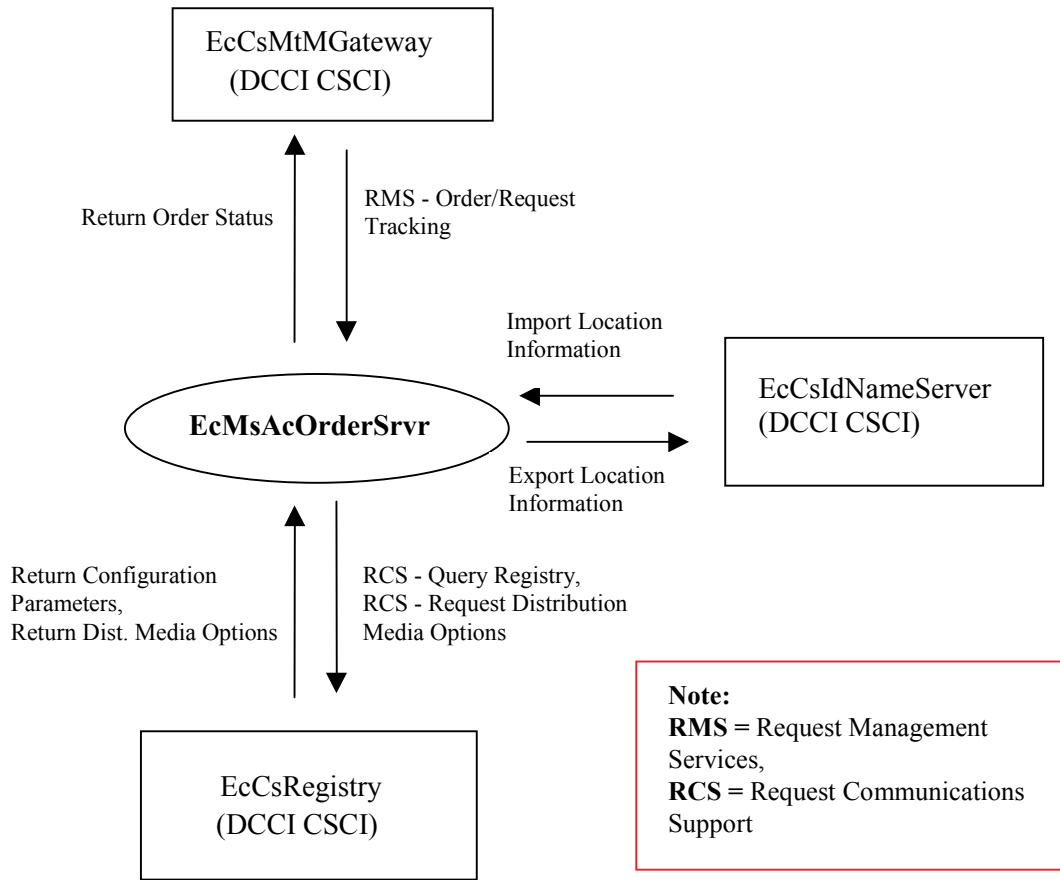 EcCsMtMGateway
(DCCI CSCI)
Return Order Status
RMS - Order/Request
Tracking
Import Location
Information
EcCsIdNameServer
(DCCI CSCI)
EcMsAcOrderSrvr
Export Location
Information
Return Configuration
Parameters,
Return Dist. Media Options
RCS - Query Registry,
RCS - Request Distribution
Media Options
Note:
RMS = Request Management
Services,
RCS = Request Communications
Support
EcCsRegistry
(DCCI CSCI)